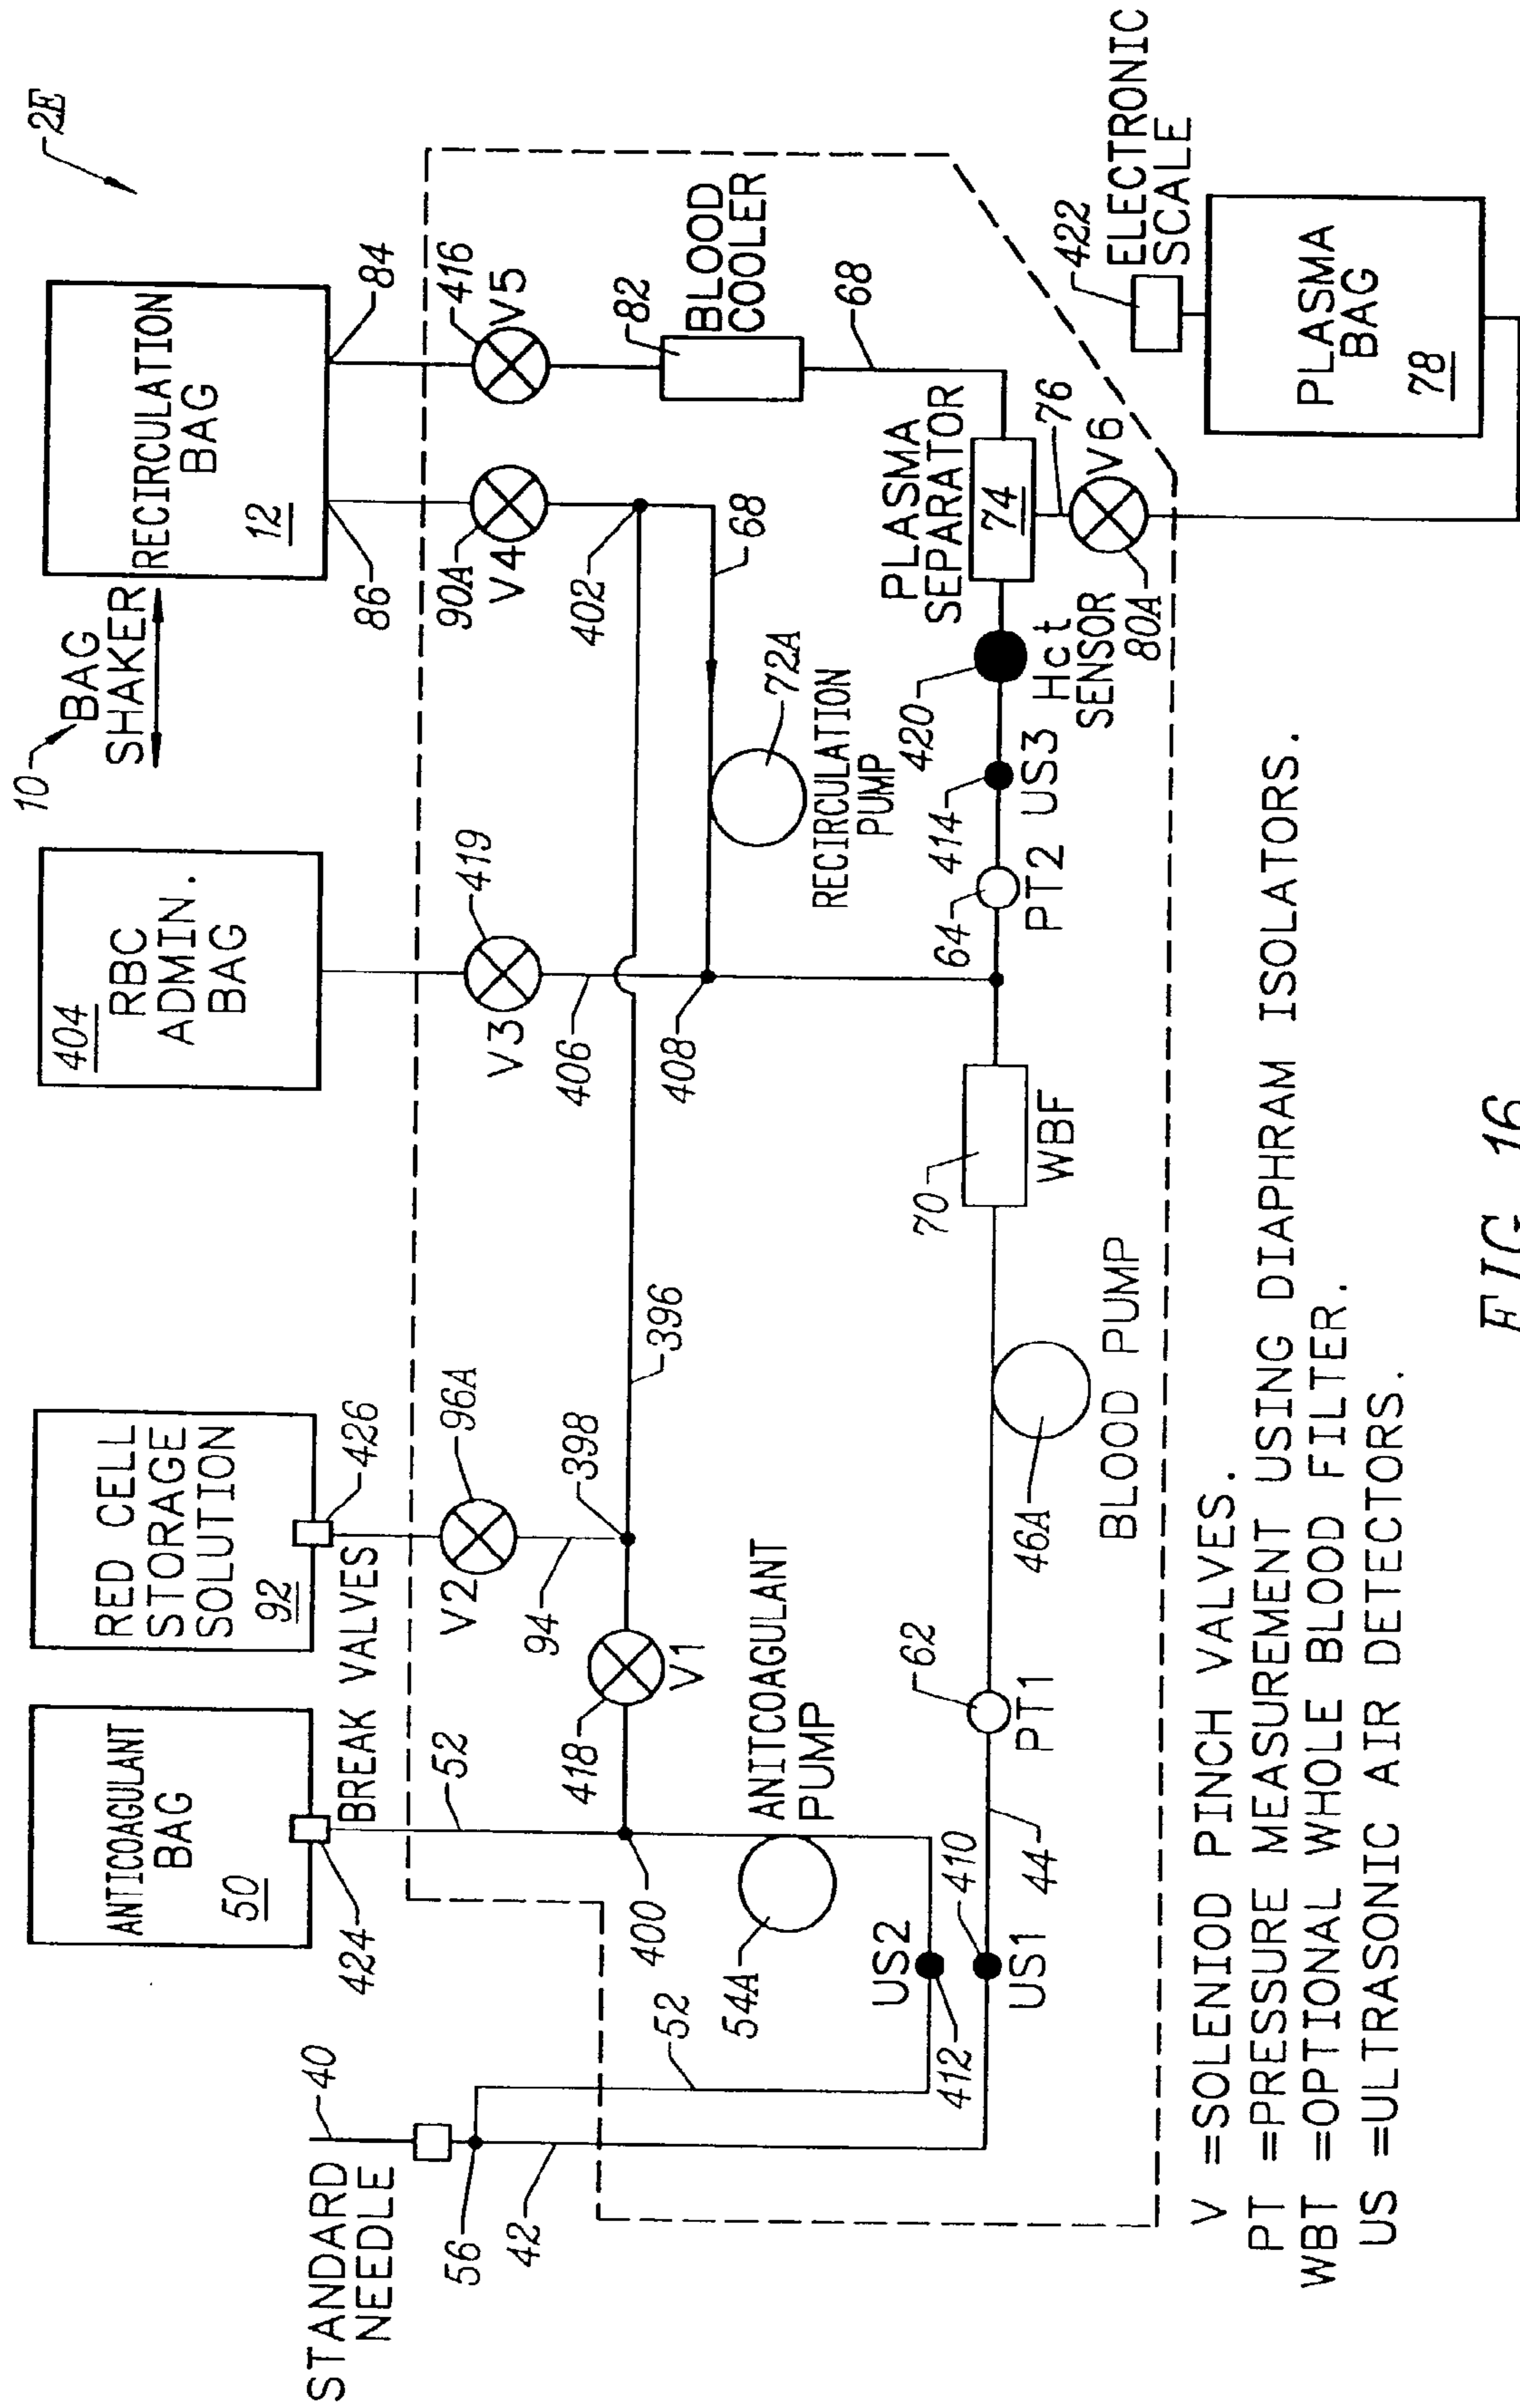 2E
10
BAG
SHAKER
RECIRCULATION
BAG
12
84
86
416
V5
90A
V4
82
BLOOD
COOLER
68
402
68
404
RBC
ADMIN.
BAG
419
V3
406
408
72A
RECIRCULATION
PUMP
RED CELL
STORAGE
SOLUTION
92
426
BREAK VALVES
96A
V2
94
398
396
ANTICOAGULANT
BAG
50
424
52
418
V1
400
ANITCOAGULANT
PUMP
54A
STANDARD
NEEDLE
40
56
42
52
US2
412
410
US1
44
62
PT1
46A
BLOOD PUMP
70
WBF
64
PT2
414
US3
420
Hct
SENSOR
PLASMA
SEPARATOR
74
76
V6
80A
422
ELECTRONIC
SCALE
PLASMA
BAG
78
V =SOLENIOD PINCH VALVES.
PT =PRESSURE MEASUREMENT USING DIAPHRAM ISOLATORS.
WBT =OPTIONAL WHOLE BLOOD FILTER.
US =ULTRASONIC AIR DETECTORS.
FIG. 16